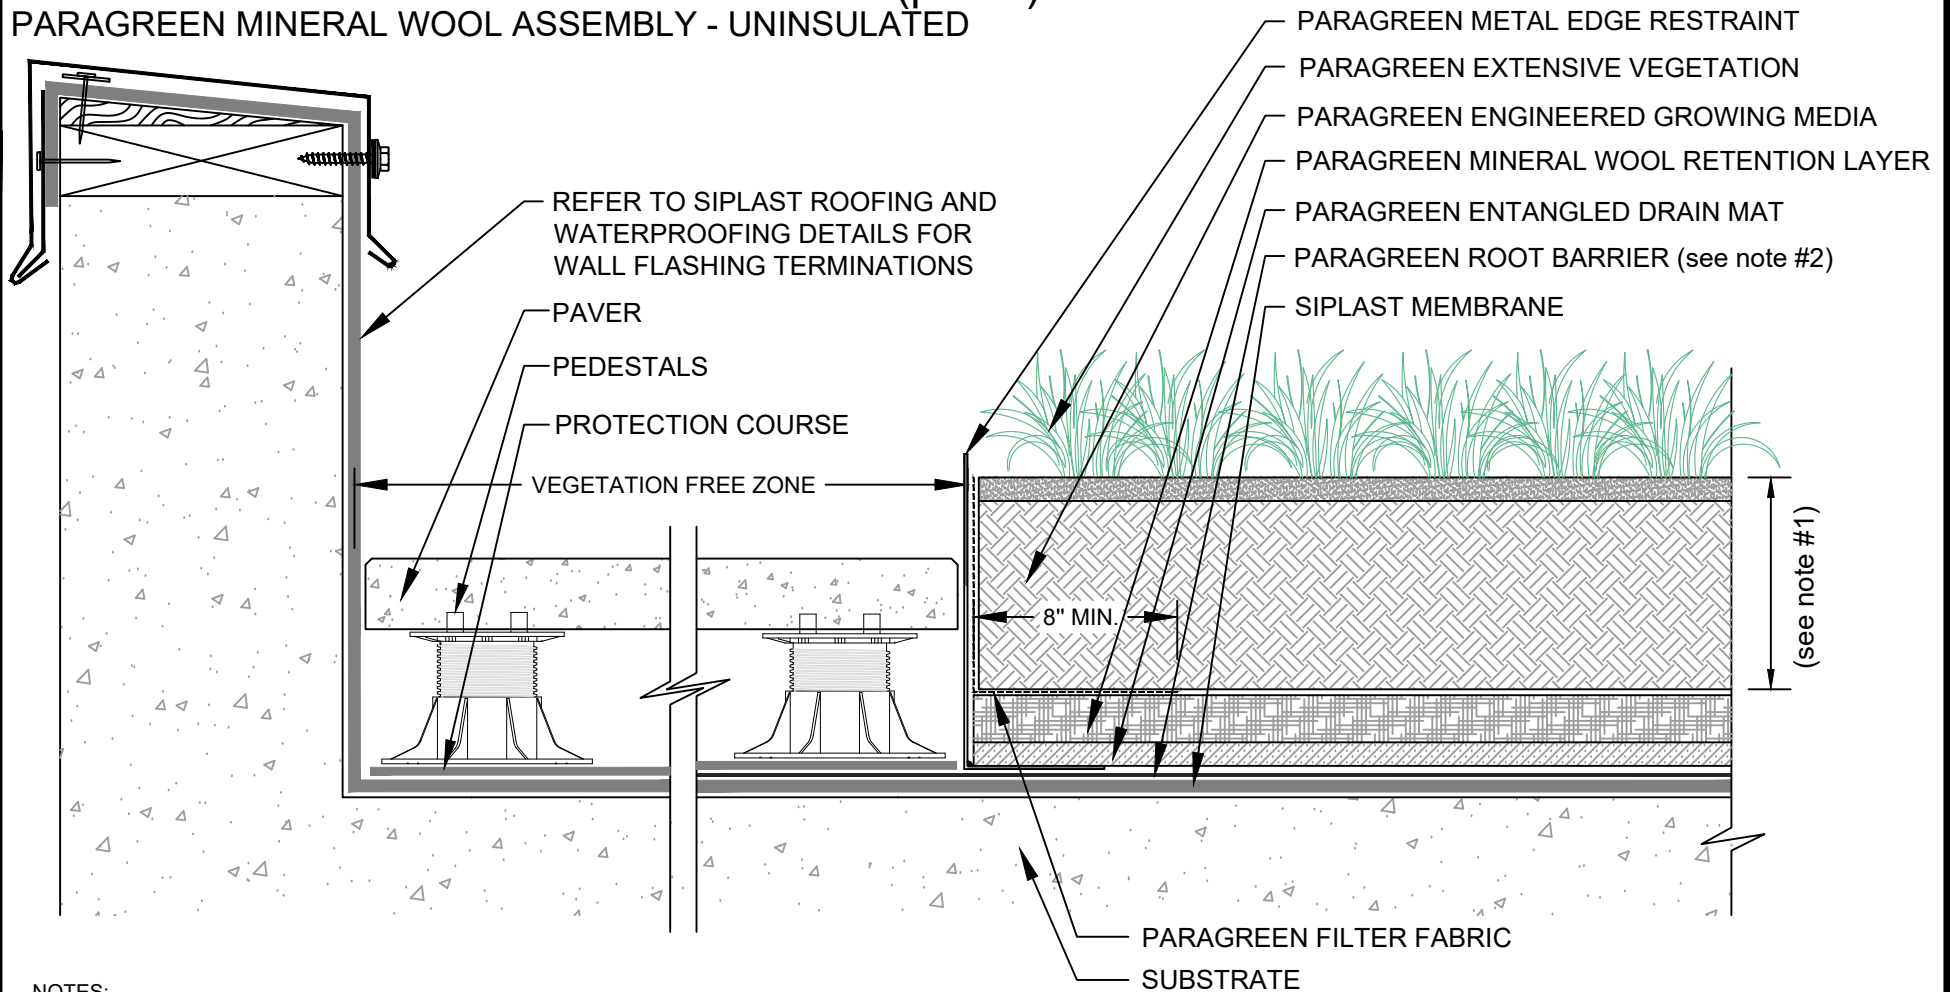 PARAGREEN MINERAL WOOL ASSEMBLY - UNINSULATED
PARAGREEN METAL EDGE RESTRAINT
PARAGREEN EXTENSIVE VEGETATION
PARAGREEN ENGINEERED GROWING MEDIA
PARAGREEN MINERAL WOOL RETENTION LAYER
PARAGREEN ENTANGLED DRAIN MAT
PARAGREEN ROOT BARRIER (see note #2)
SIPLAST MEMBRANE
REFER TO SIPLAST ROOFING AND
WATERPROOFING DETAILS FOR
WALL FLASHING TERMINATIONS
PAVER
PEDESTALS
PROTECTION COURSE
VEGETATION FREE ZONE
8" MIN.
(see note #1)
PARAGREEN FILTER FABRIC
SUBSTRATE
NOTES: